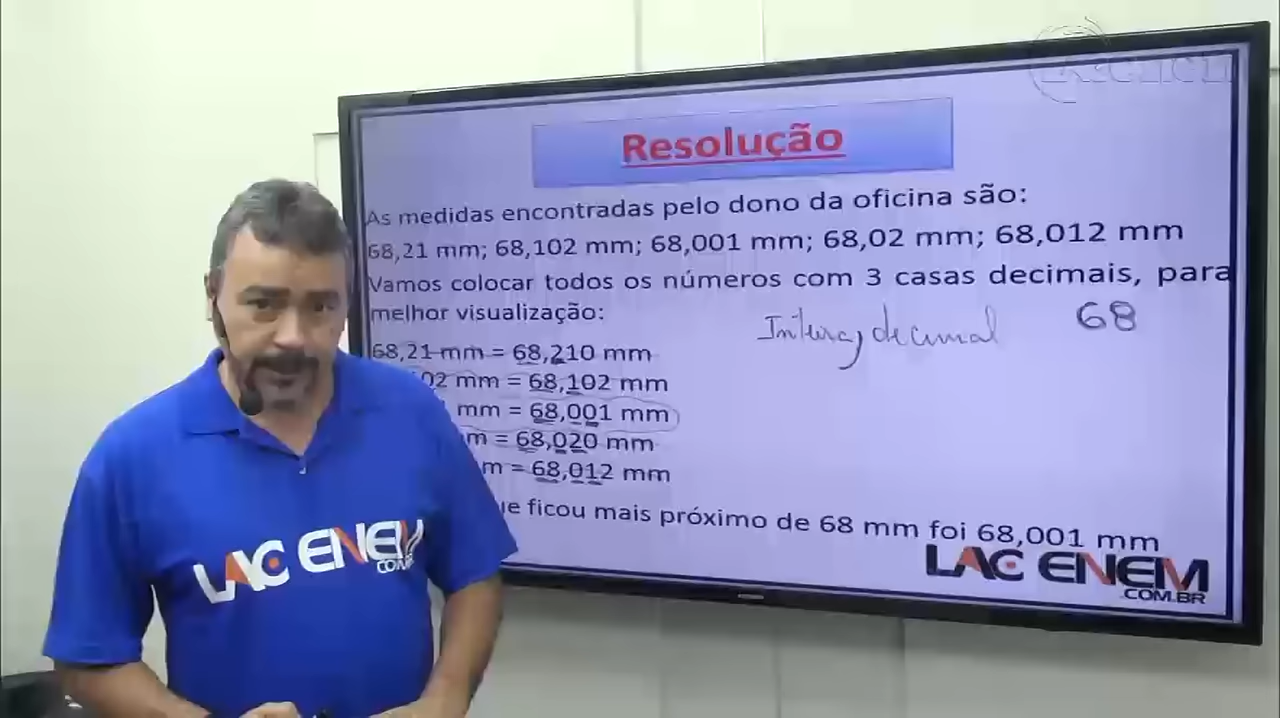 Resolução
As medidas encontradas pelo dono da oficina são:
68,21 mm; 68,102 mm; 68,001 mm; 68,02 mm; 68,012 mm
Vamos colocar todos os números com 3 casas decimais, para
melhor visualização:
Inteira, decimal 68
68,21 mm = 68,210 mm
02 mm = 68,102 mm
mm = 68,001 mm
m = 68,020 mm
m = 68,012 mm
ficou mais próximo de 68 mm foi 68,001 mm
LAC ENEM
.COM.BR
LAC ENEM